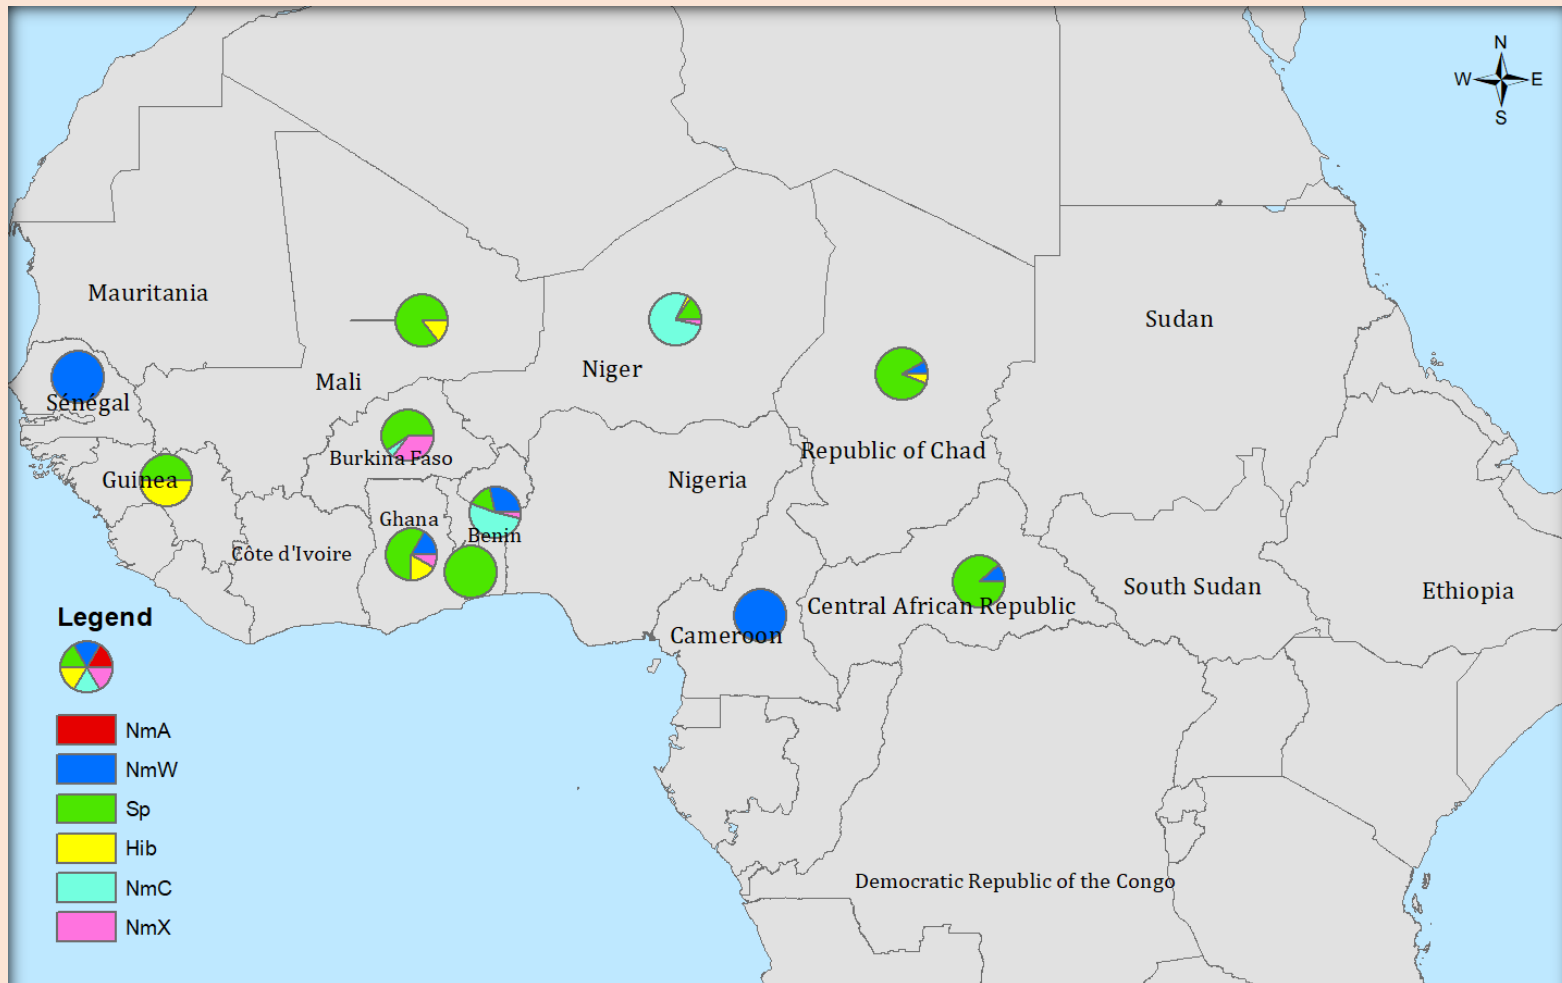 N
W E
S
Mauritania
Sudan
Niger
Mali
Sénégal
Republic of Chad
Burkina Faso
Guinea
Nigeria
Ghana
Benin
Côte d'Ivoire
South Sudan
Ethiopia
Central African Republic
Cameroon
Legend
NmA
NmW
Sp
Hib
NmC
NmX
Democratic Republic of the Congo